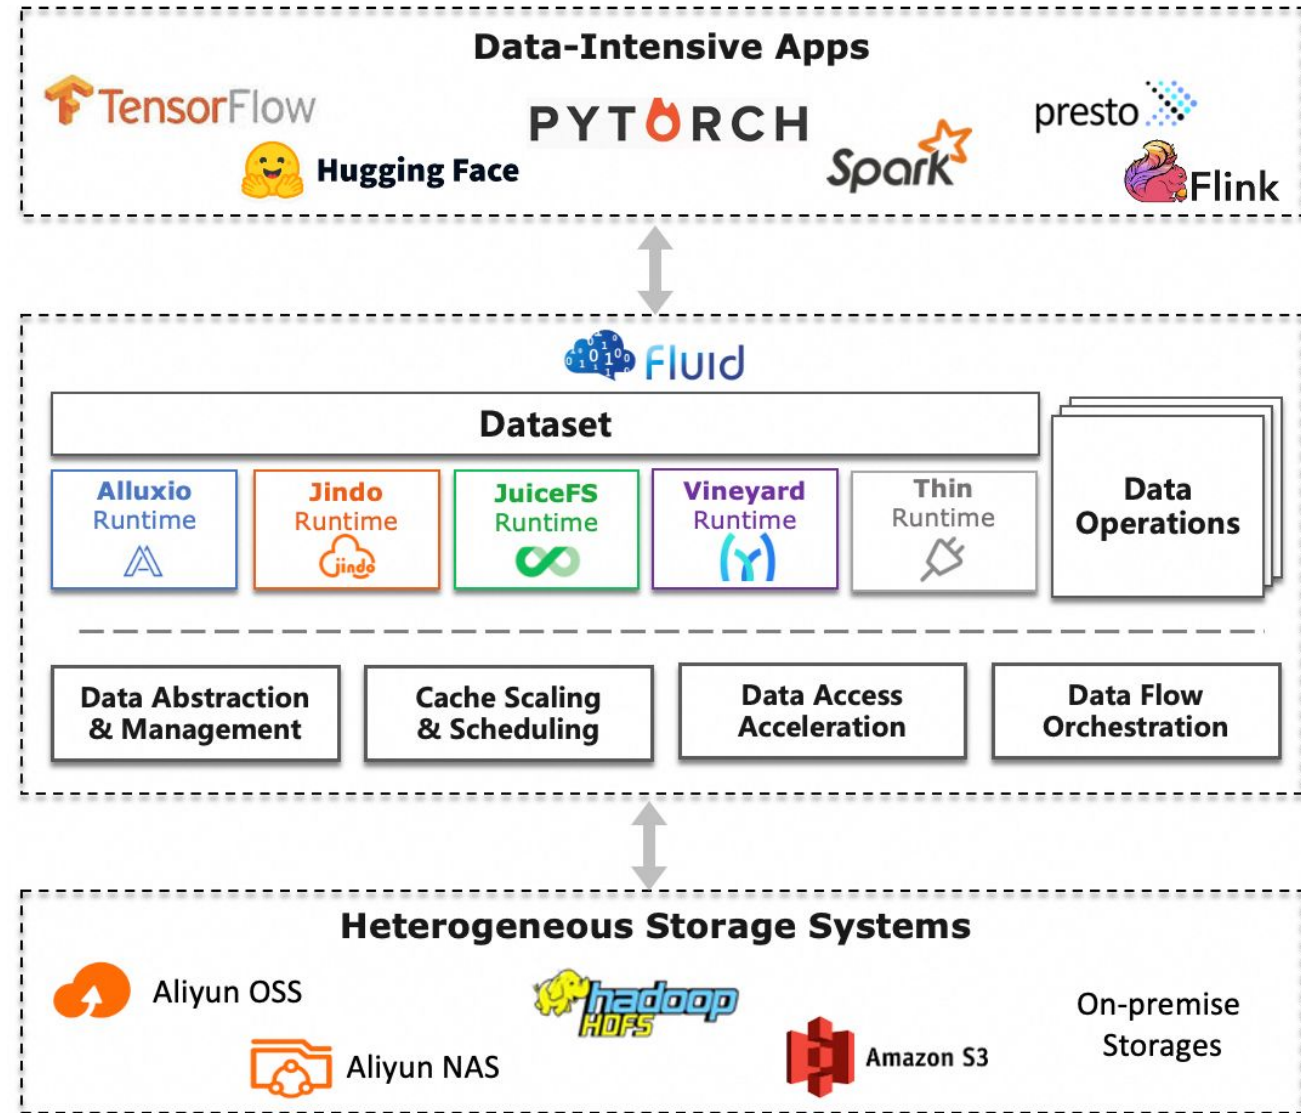 Data-Intensive Apps
TensorFlow
PYTORCH
presto
Hugging Face
Spark
Flink
Fluid
Dataset
Data
Operations
Alluxio
Runtime
Jindo
Runtime
jindo
JuiceFS
Runtime
Vineyard
Runtime
Thin
Runtime
Data Abstraction
& Management
Cache Scaling
& Scheduling
Data Access
Acceleration
Data Flow
Orchestration
Heterogeneous Storage Systems
Aliyun OSS
hadoop
HDFS
On-premise
Storages
Aliyun NAS
Amazon S3